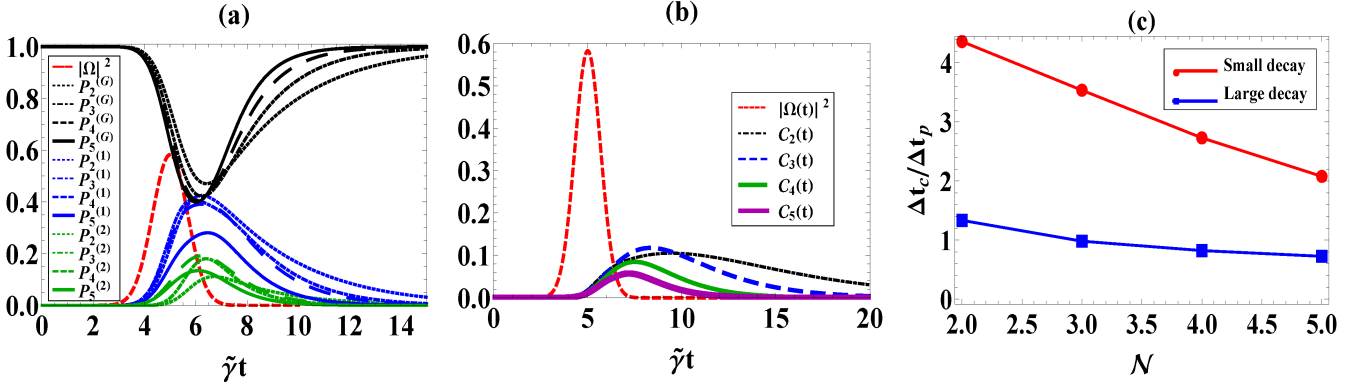 (a)
1.0
0.8
0.6
0.4
0.2
0.0
|Ω|²
P₂⁽ᴳ⁾
P₃⁽ᴳ⁾
P₄⁽ᴳ⁾
P₅⁽ᴳ⁾
P₂⁽¹⁾
P₃⁽¹⁾
P₄⁽¹⁾
P₅⁽¹⁾
P₂⁽²⁾
P₃⁽²⁾
P₄⁽²⁾
P₅⁽²⁾
0 2 4 6 8 10 12 14
γ̃t
(b)
0.6
0.5
0.4
0.3
0.2
0.1
0.0
|Ω(t)|²
C₂(t)
C₃(t)
C₄(t)
C₅(t)
0 5 10 15 20
γ̃t
(c)
Δt_c/Δt_p
4
3
2
1
0
Small decay
Large decay
2.0 2.5 3.0 3.5 4.0 4.5 5.0
𝒩